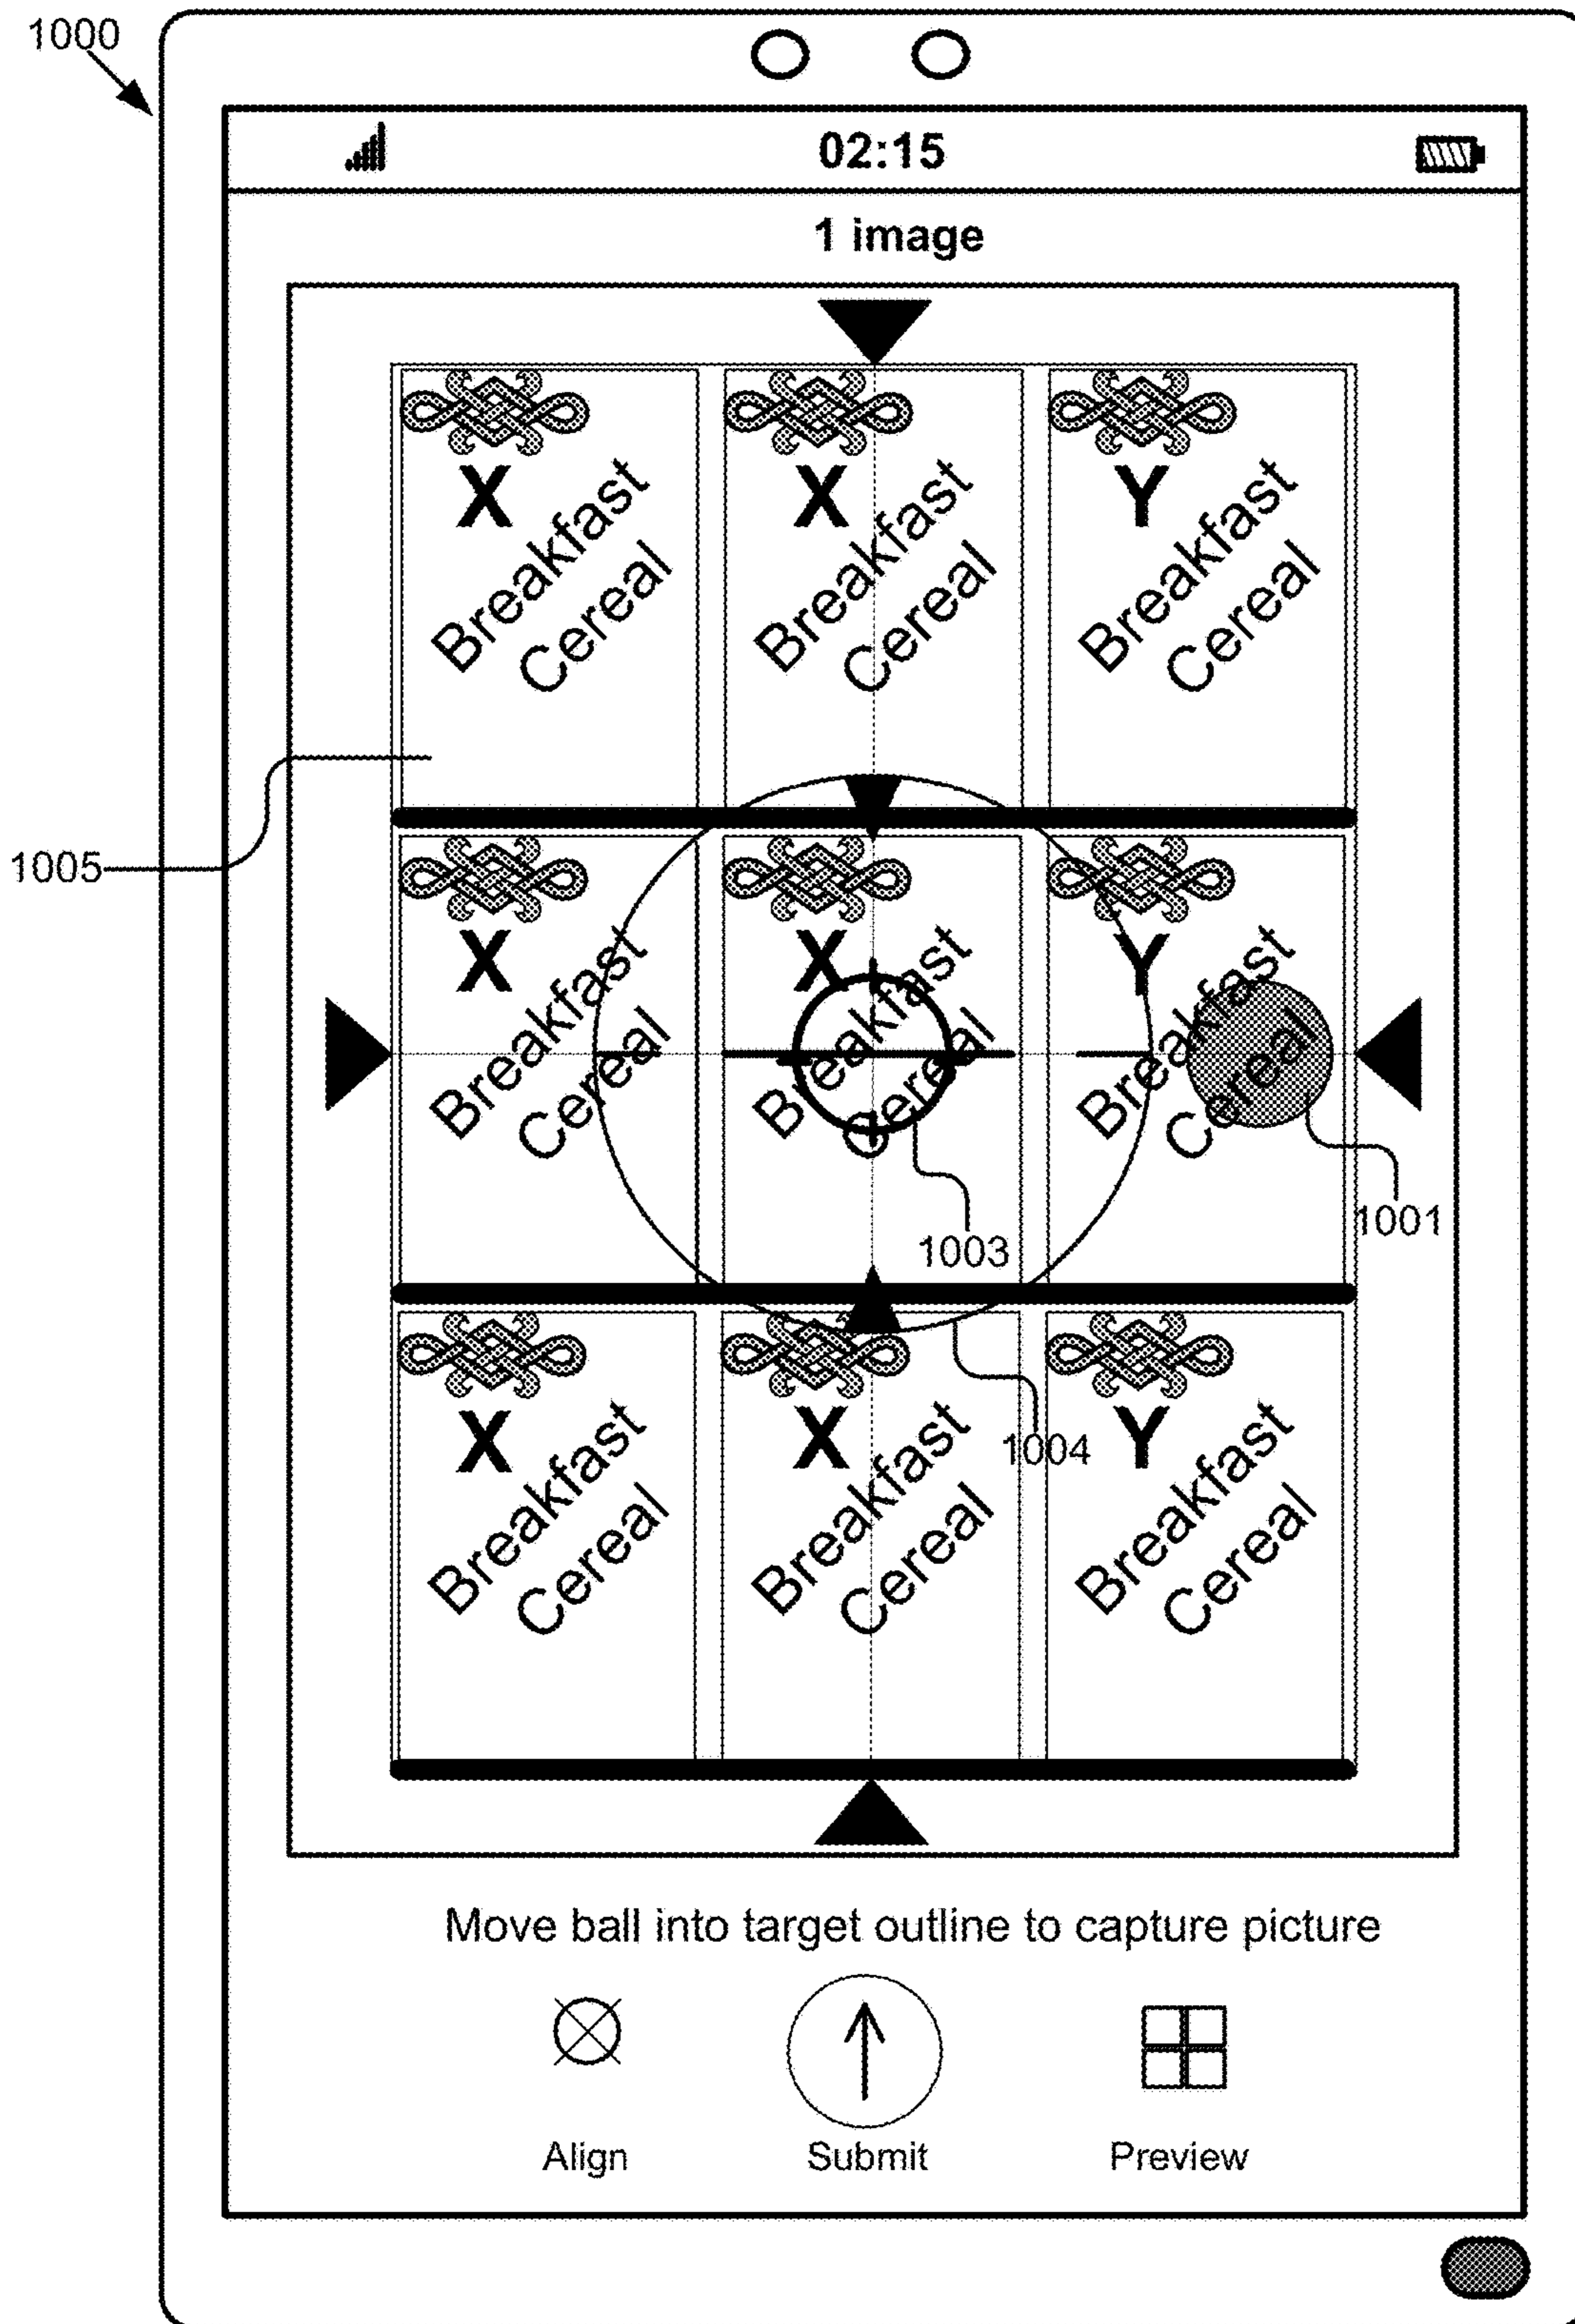 1000
02:15
1 image
X
Breakfast
Cereal
X
Breakfast
Cereal
Y
Breakfast
Cereal
1005
X
Breakfast
Cereal
X
Breakfast
Cereal
Y
Breakfast
Cereal
1001
1003
X
Breakfast
Cereal
X
Breakfast
Cereal
1004
Y
Breakfast
Cereal
Move ball into target outline to capture picture
Align
Submit
Preview